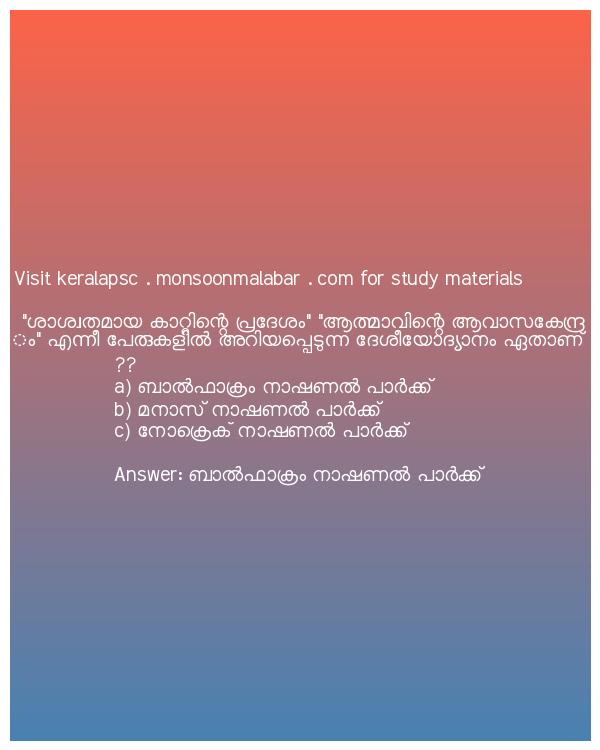 Visit keralapsc . monsoonmalabar . com for study materials
"ശാശ്വതമായ കാറ്റിന്റെ പ്രദേശം" "ആത്മാവിന്റെ ആവാസകേന്ദ്ര
ം" എന്നീ പേരുകളിൽ അറിയപ്പെടുന്ന ദേശീയോദ്യാനം ഏതാണ്
??
a) ബാൽഫാക്രം നാഷണൽ പാർക്ക്
b) മനാസ് നാഷണൽ പാർക്ക്
c) നോക്രെക് നാഷണൽ പാർക്ക്
Answer: ബാൽഫാക്രം നാഷണൽ പാർക്ക്